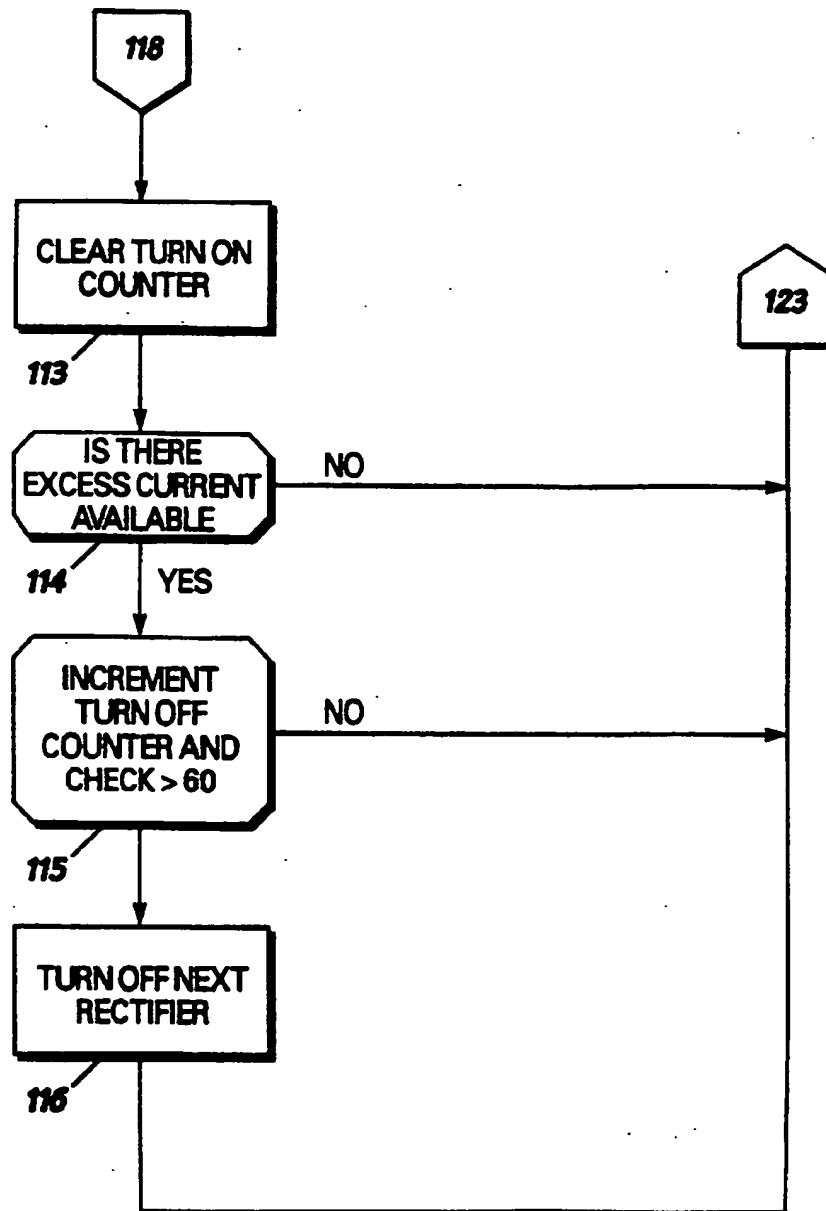 118
CLEAR TURN ON
COUNTER
113
123
IS THERE
EXCESS CURRENT
AVAILABLE
NO
114
YES
INCREMENT
TURN OFF
COUNTER AND
CHECK > 60
NO
115
TURN OFF NEXT
RECTIFIER
116